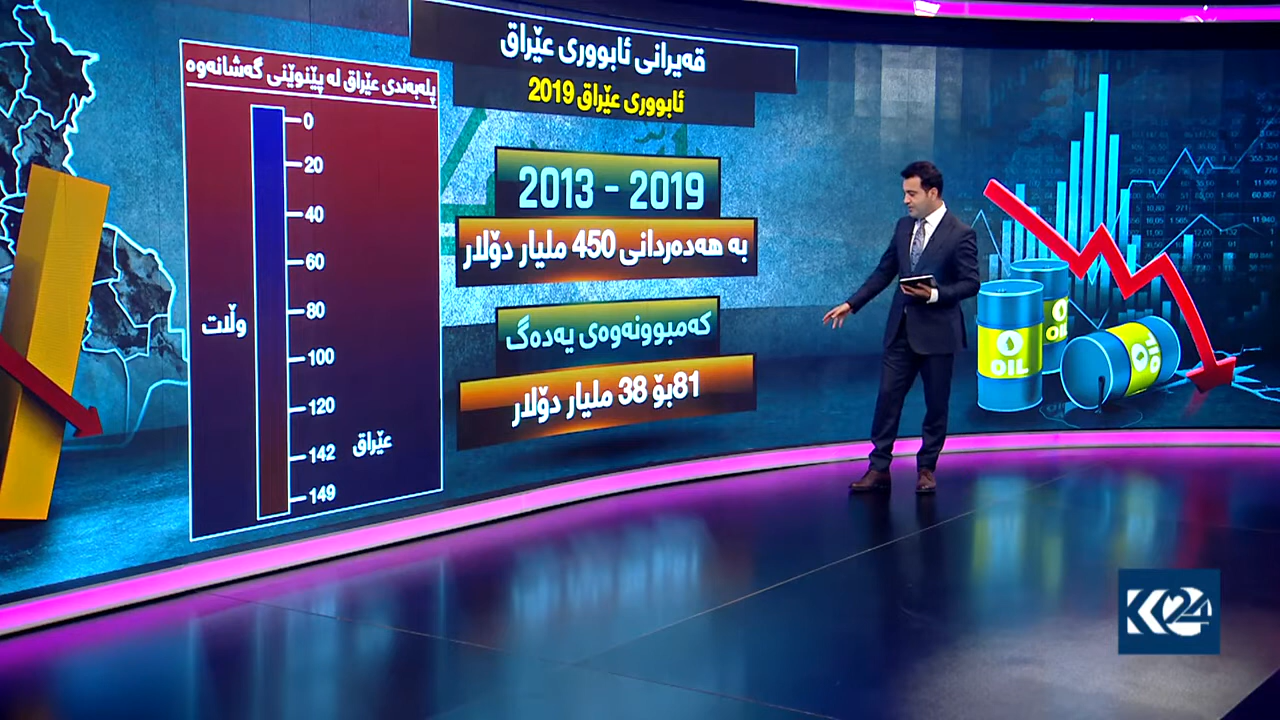 قەیرانی ئابووری عێراق
ئابووری عێراق 2019
2013 - 2019
بە هەدەردانی 450 ملیار دۆلار
کەمبوونەوەی یەدەگ
81بۆ 38 ملیار دۆلار
پلەبەندی عێراق لە پێنوێنی گەشانەوە
0
20
40
60
80
100
120
142
149
وڵات
عێراق
OIL
OIL
K24